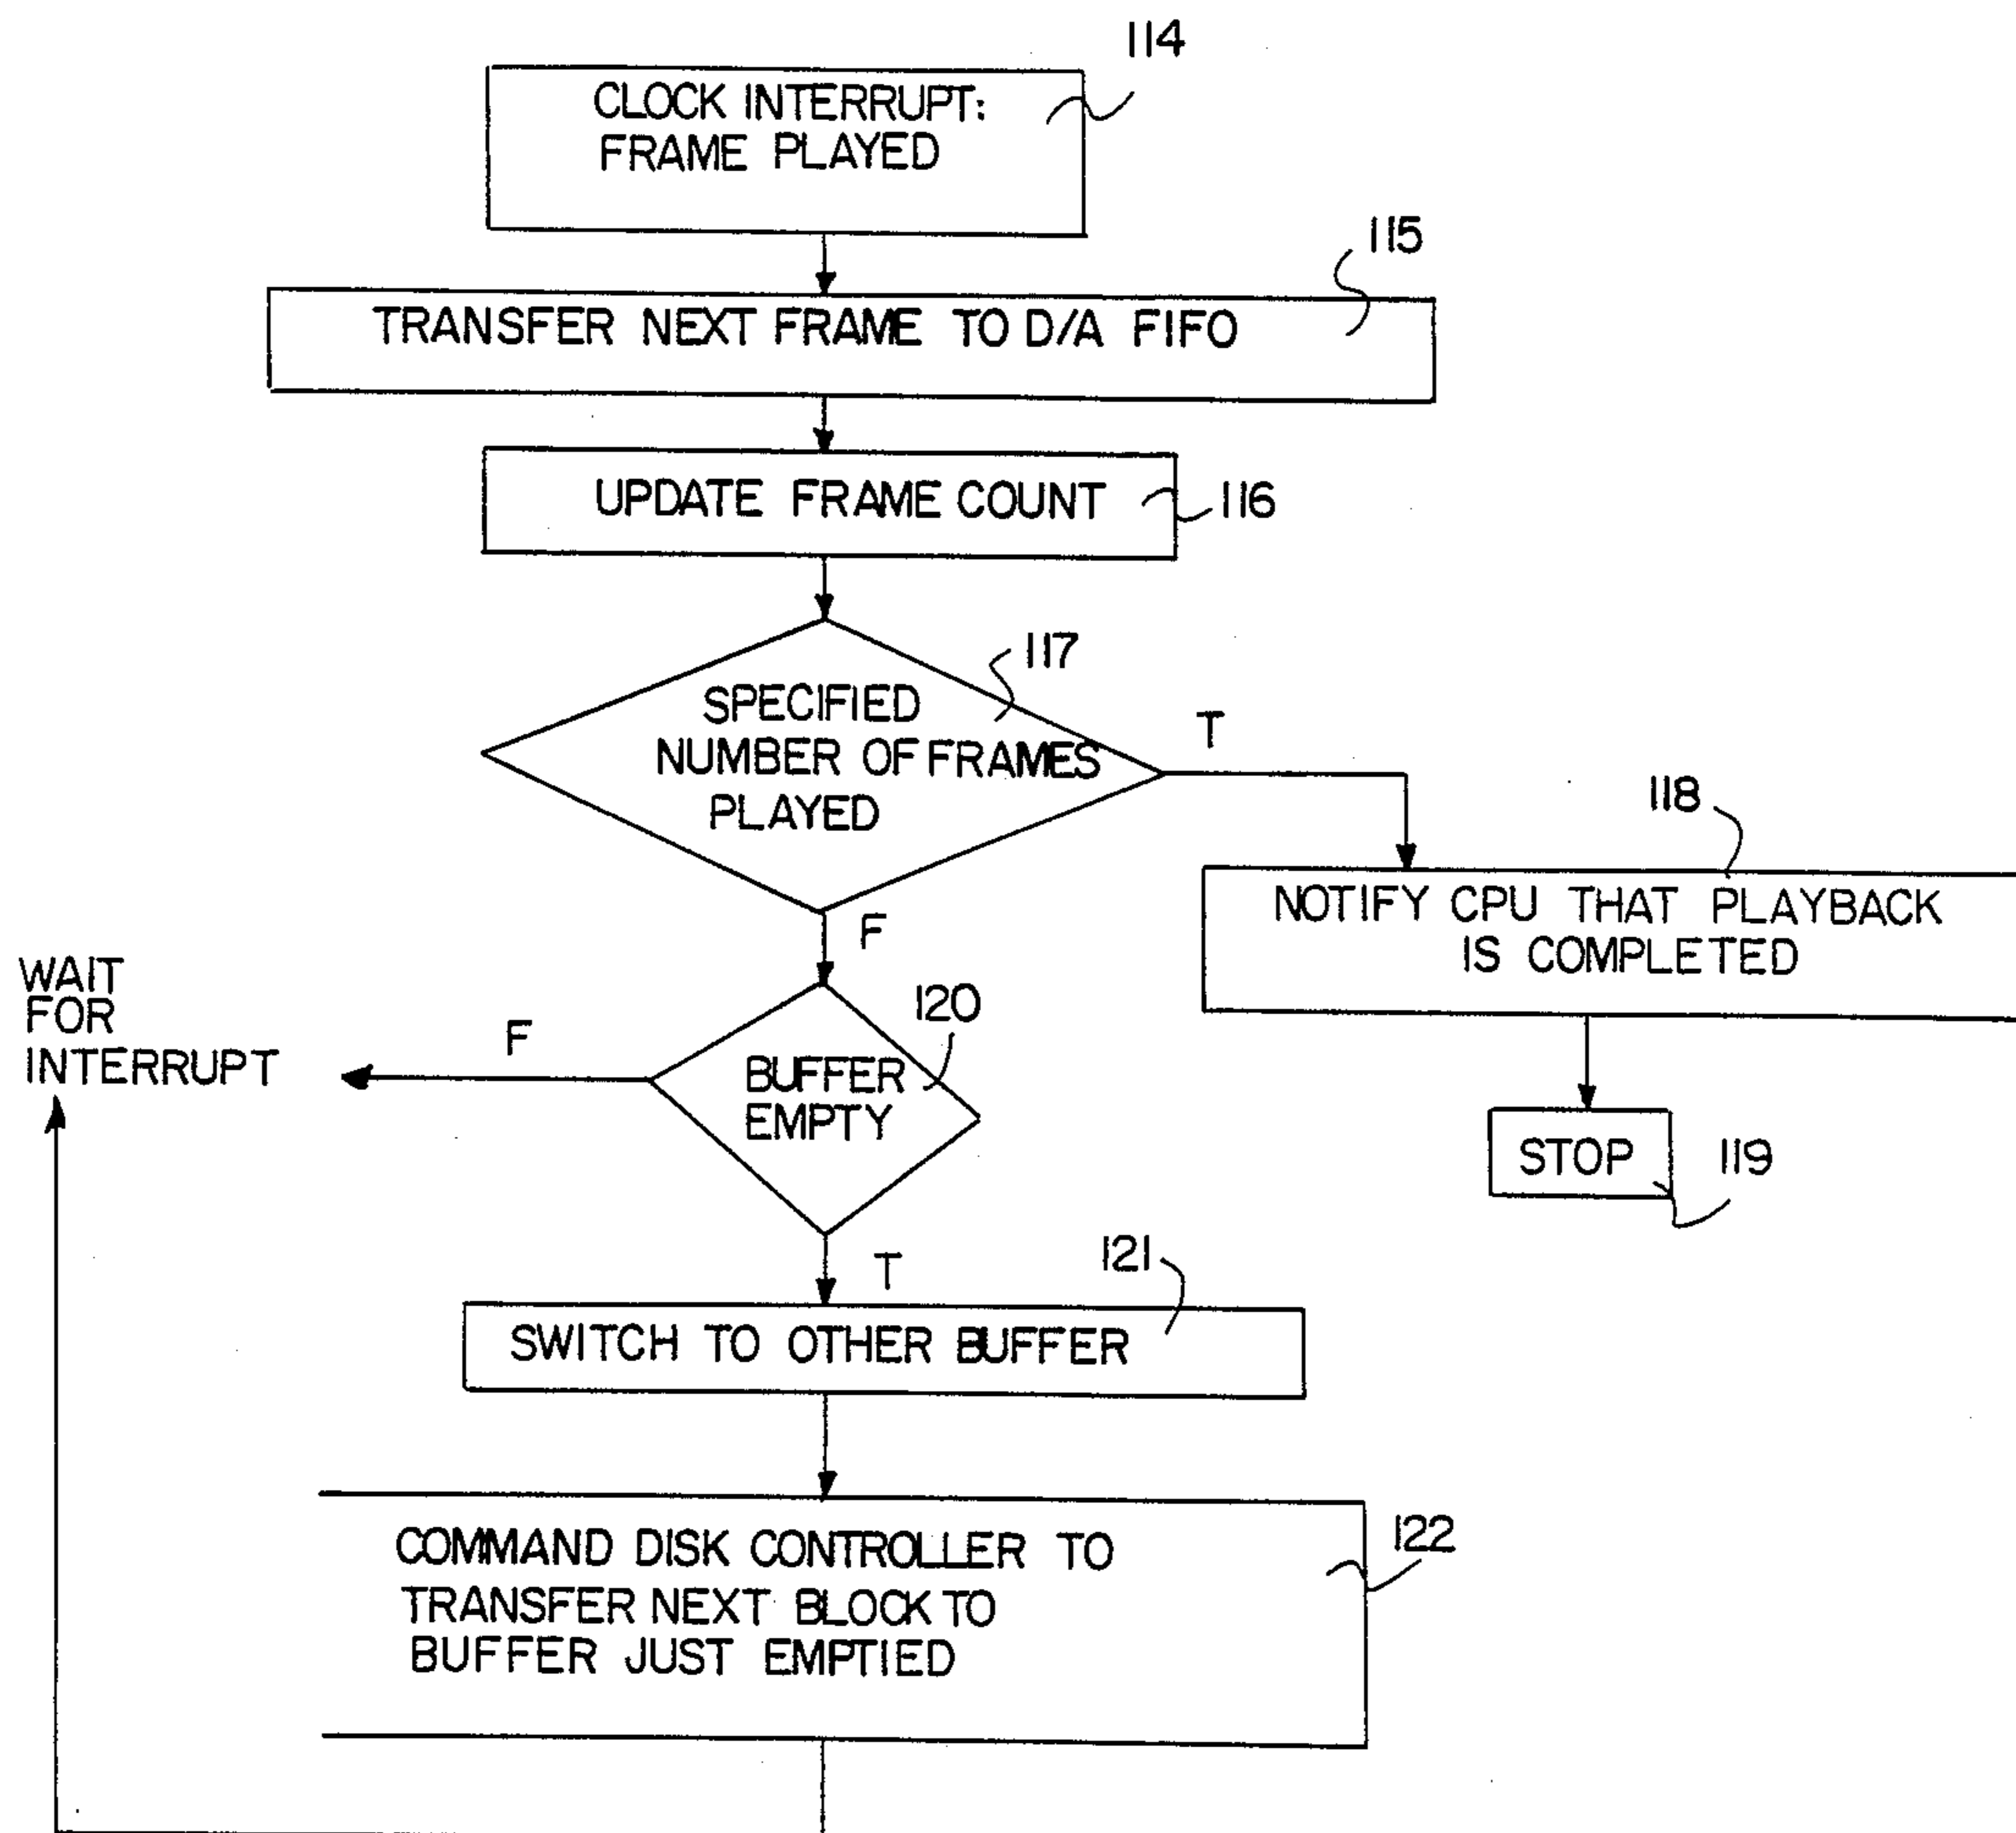 114
CLOCK INTERRUPT:
FRAME PLAYED
115
TRANSFER NEXT FRAME TO D/A FIFO
UPDATE FRAME COUNT
116
117
SPECIFIED
NUMBER OF FRAMES
PLAYED
T
118
NOTIFY CPU THAT PLAYBACK
IS COMPLETED
F
WAIT
FOR
INTERRUPT
F
120
BUFFER
EMPTY
STOP
119
T
121
SWITCH TO OTHER BUFFER
122
COMMAND DISK CONTROLLER TO
TRANSFER NEXT BLOCK TO
BUFFER JUST EMPTIED